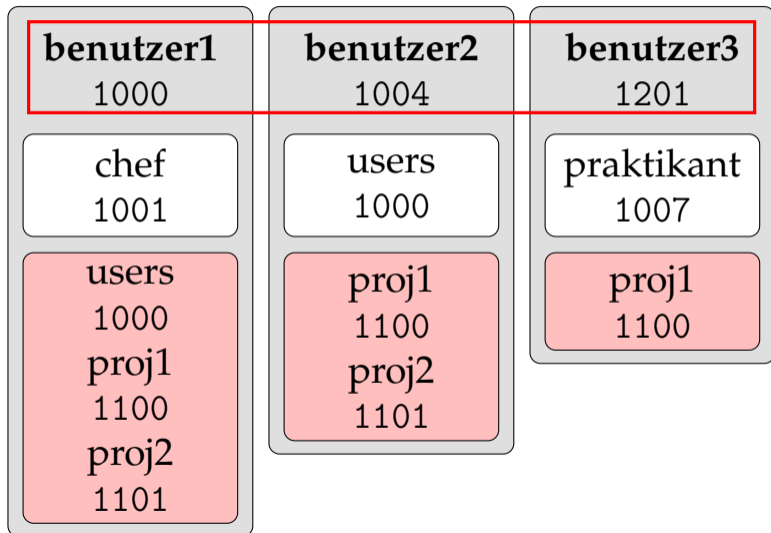 benutzer1
1000
chef
1001
users
1000
proj1
1100
proj2
1101
benutzer2
1004
users
1000
proj1
1100
proj2
1101
benutzer3
1201
praktikant
1007
proj1
1100